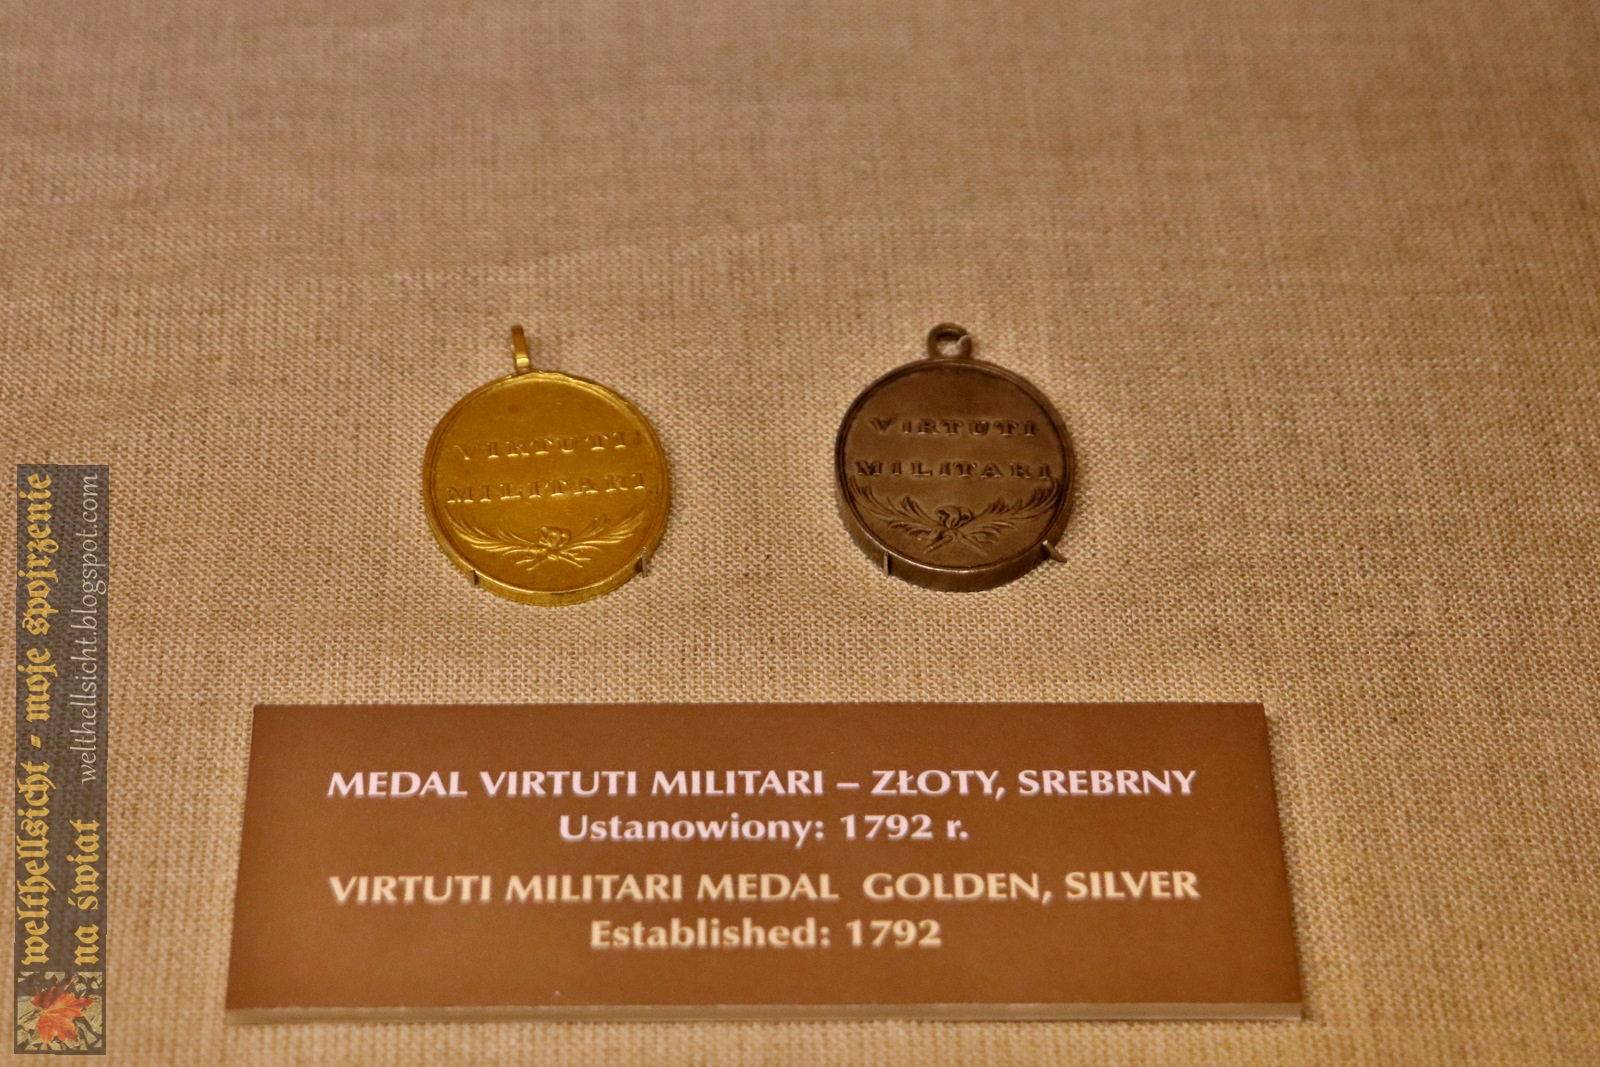 VIRTUTI
MILITARI
VIRTUTI
MILITARI
MEDAL VIRTUTI MILITARI – ZŁOTY, SREBRNY
Ustanowiony: 1792 r.
VIRTUTI MILITARI MEDAL GOLDEN, SILVER
Established: 1792
welthellsicht - moje spojrzenie
na świat
welthellsicht.blogspot.com